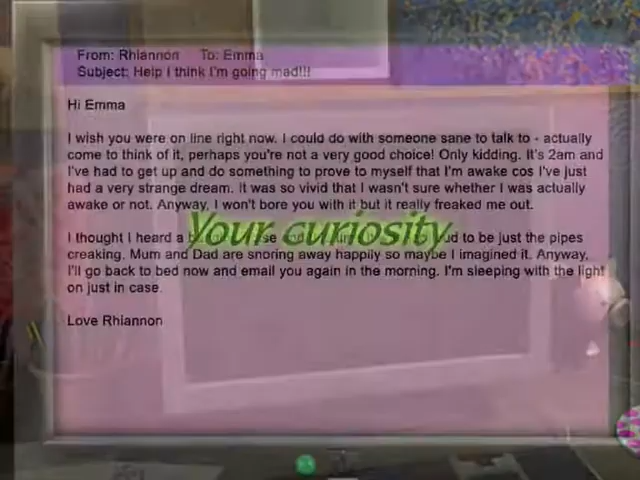 From: Rhiannon To: Emma
Subject: Help I think I'm going mad!!!
Hi Emma
I wish you were on line right now. I could do with someone sane to talk to - actually
come to think of it, perhaps you're not a very good choice! Only kidding. It's 2am and
I've had to get up and do something to prove to myself that I'm awake cos I've just
had a very strange dream. It was so vivid that I wasn't sure whether I was actually
awake or not. Anyway, I won't bore you with it but it really freaked me out.
Your curiosity
I thought I heard a to be just the pipes
creaking. Mum and Dad are snoring away happily so maybe I imagined it. Anyway,
I'll go back to bed now and email you again in the morning. I'm sleeping with the light
on just in case.
Love Rhiannon